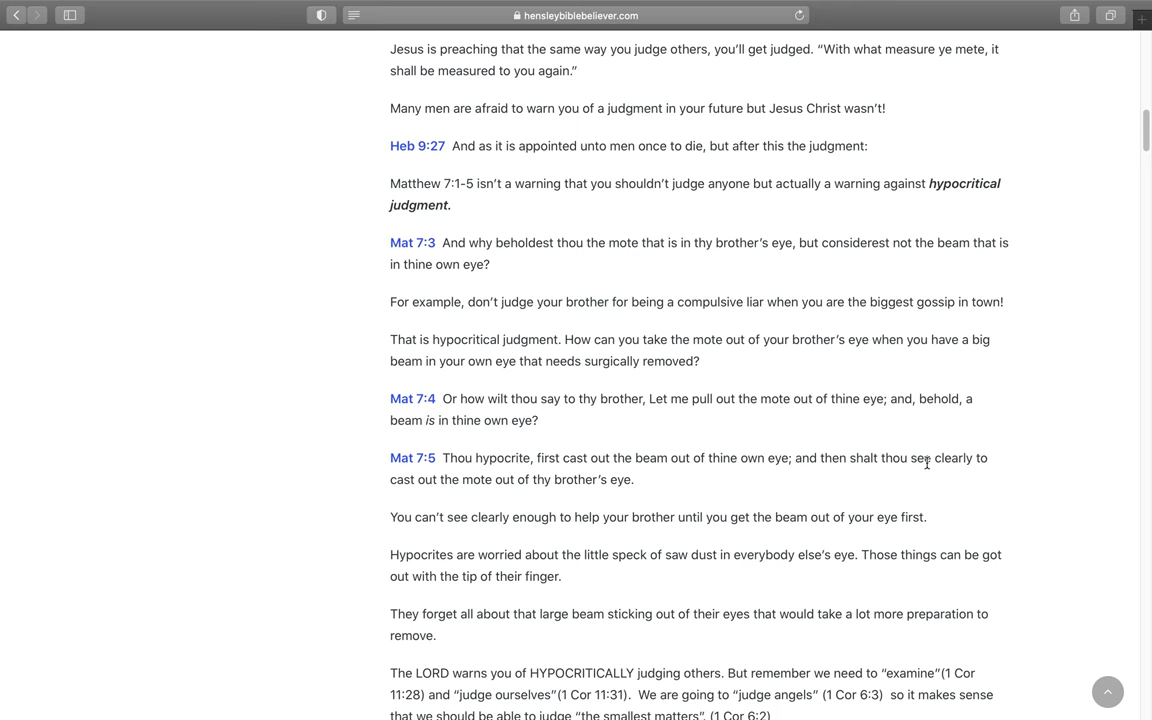 hensleybiblebeliever.com
Jesus is preaching that the same way you judge others, you’ll get judged. “With what measure ye mete, it
shall be measured to you again.”
Many men are afraid to warn you of a judgment in your future but Jesus Christ wasn’t!
Heb 9:27 And as it is appointed unto men once to die, but after this the judgment:
Matthew 7:1-5 isn’t a warning that you shouldn’t judge anyone but actually a warning against hypocritical
judgment.
Mat 7:3 And why beholdest thou the mote that is in thy brother’s eye, but considerest not the beam that is
in thine own eye?
For example, don’t judge your brother for being a compulsive liar when you are the biggest gossip in town!
That is hypocritical judgment. How can you take the mote out of your brother’s eye when you have a big
beam in your own eye that needs surgically removed?
Mat 7:4 Or how wilt thou say to thy brother, Let me pull out the mote out of thine eye; and, behold, a
beam is in thine own eye?
Mat 7:5 Thou hypocrite, first cast out the beam out of thine own eye; and then shalt thou see clearly to
cast out the mote out of thy brother’s eye.
You can’t see clearly enough to help your brother until you get the beam out of your eye first.
Hypocrites are worried about the little speck of saw dust in everybody else’s eye. Those things can be got
out with the tip of their finger.
They forget all about that large beam sticking out of their eyes that would take a lot more preparation to
remove.
The LORD warns you of HYPOCRITICALLY judging others. But remember we need to “examine”(1 Cor
11:28) and “judge ourselves”(1 Cor 11:31). We are going to “judge angels” (1 Cor 6:3) so it makes sense
that we should be able to judge “the smallest matters”. (1 Cor 6:2)